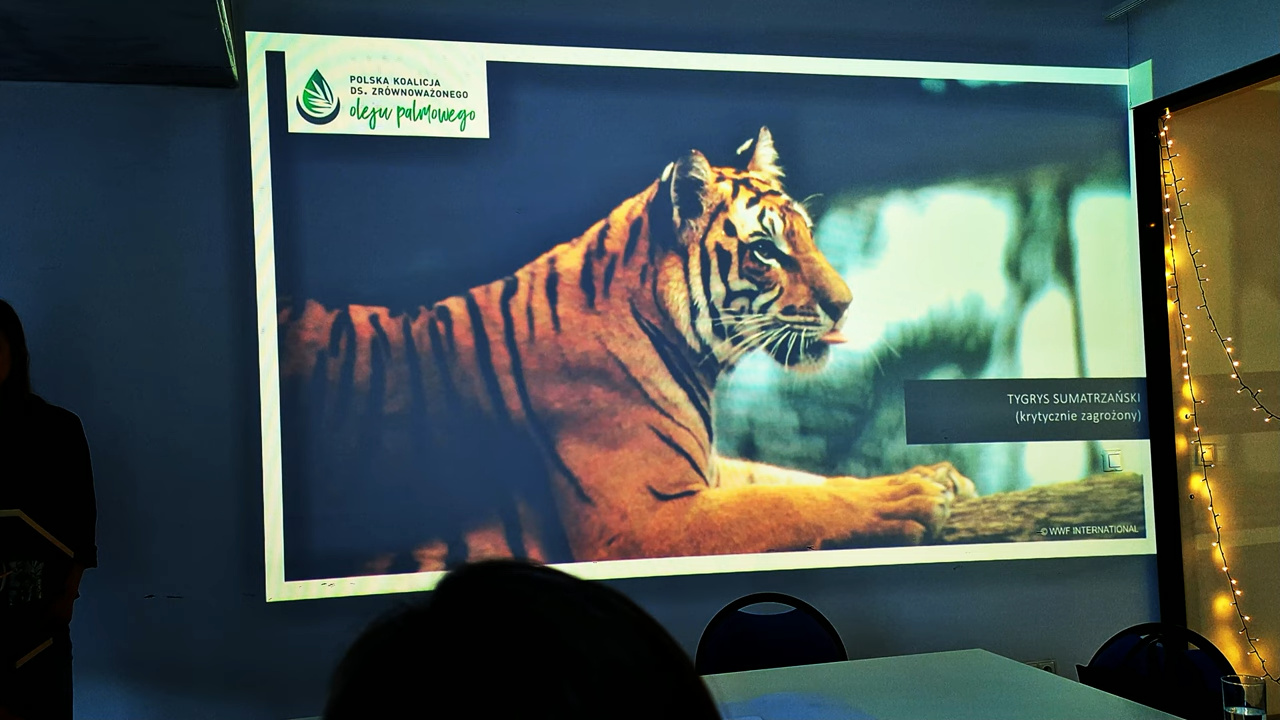 POLSKA KOALICJA
DS. ZRÓWNOWAŻONEGO
oleju palmowego
TYGRYS SUMATRZAŃSKI
(krytycznie zagrożony)
© WWF INTERNATIONAL